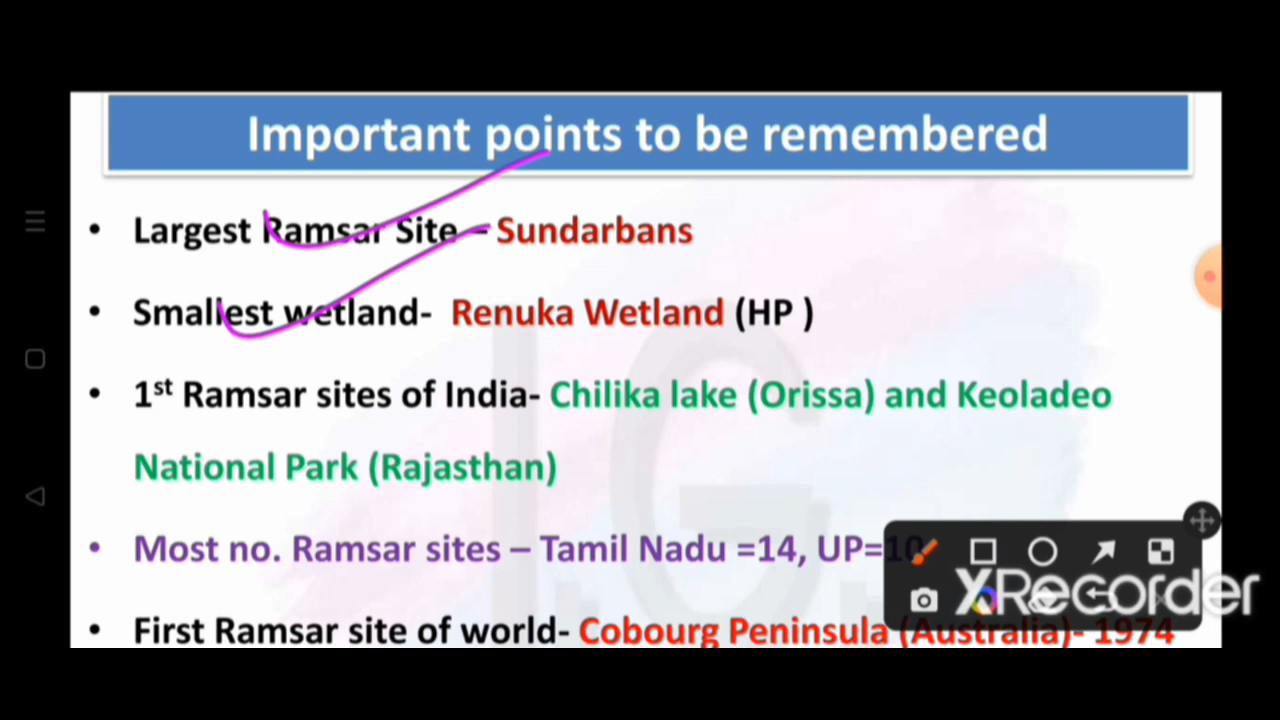 Important points to be remembered
• Largest Ramsar Site – Sundarbans
• Smallest wetland- Renuka Wetland (HP )
• 1st Ramsar sites of India- Chilika lake (Orissa) and Keoladeo
National Park (Rajasthan)
• Most no. Ramsar sites – Tamil Nadu =14, UP=10
XRecorder
• First Ramsar site of world- Cobourg Peninsula (Australia)- 1974
I.G.